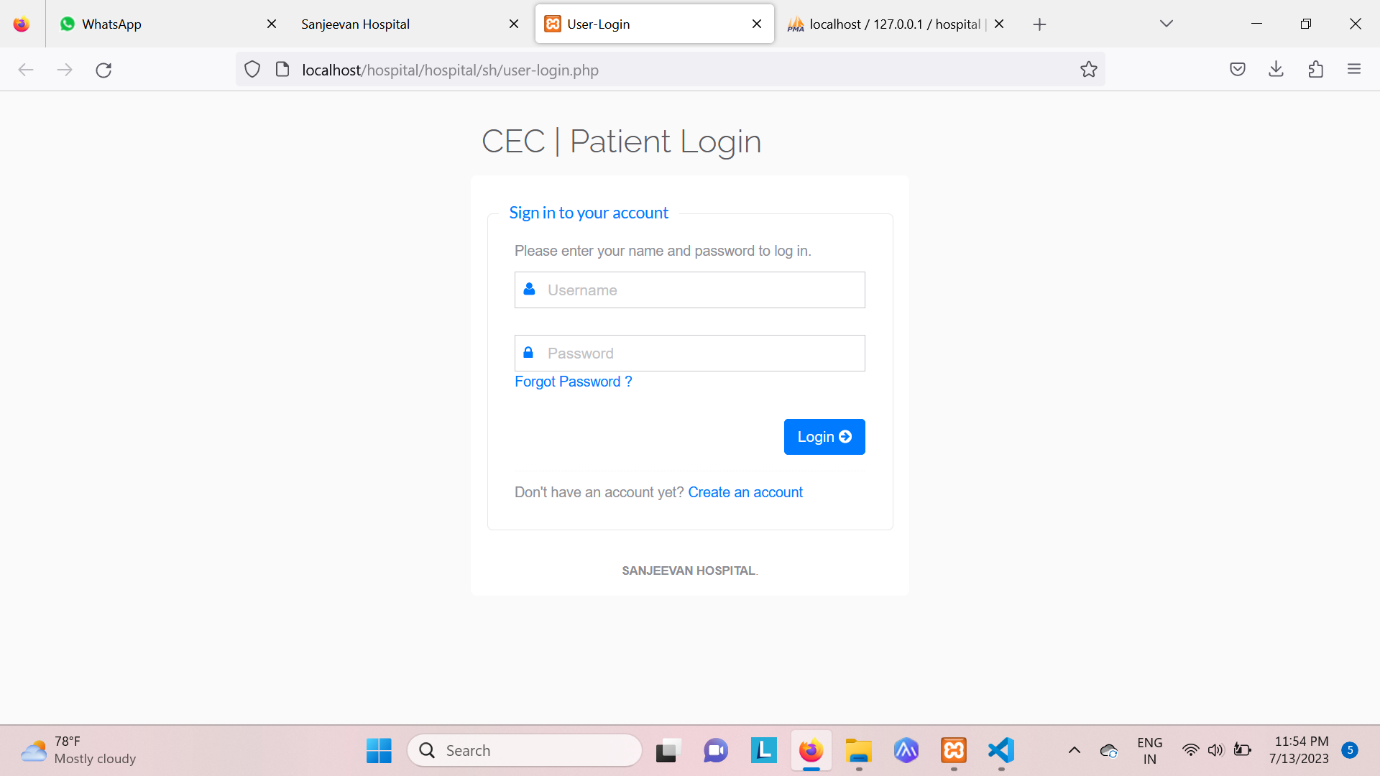 WhatsApp
Sanjeevan Hospital
User-Login
PMA localhost / 127.0.0.1 / hospital |
localhost/hospital/hospital/sh/user-login.php
CEC | Patient Login
Sign in to your account
Please enter your name and password to log in.
Username
Password
Forgot Password ?
Login
Don't have an account yet? Create an account
SANJEEVAN HOSPITAL.
78°F
Mostly cloudy
Search
L
ENG
IN
11:54 PM
7/13/2023
5